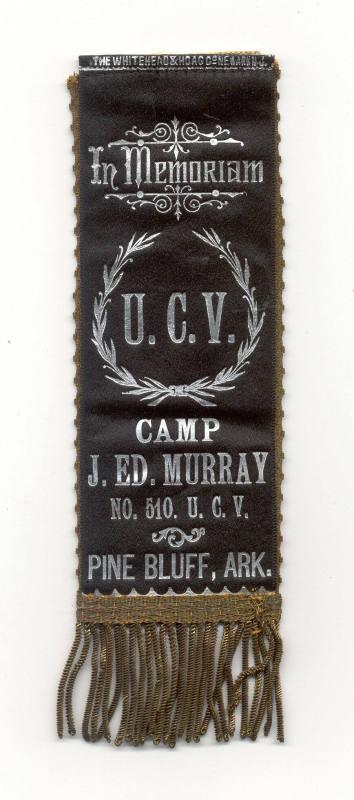 THE WHITEHEAD & HOAG CO. NEWARK N.J.
In Memoriam
U. C. V.
CAMP
J. ED. MURRAY
NO. 510. U. C. V.
PINE BLUFF, ARK.